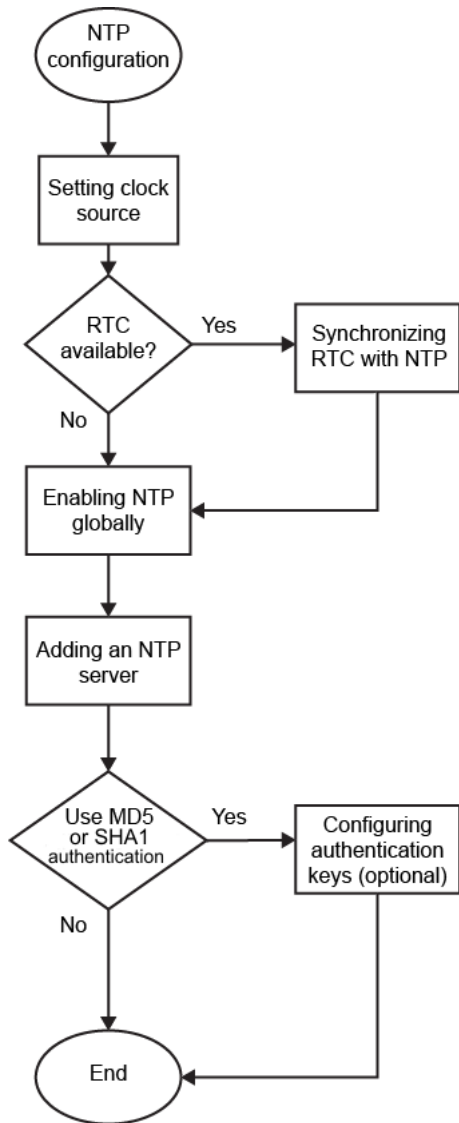 NTP
configuration
Setting clock
source
RTC
available?
Yes
Synchronizing
RTC with NTP
No
Enabling NTP
globally
Adding an NTP
server
Use MD5
or SHA1
authentication
Yes
Configuring
authentication
keys (optional)
No
End